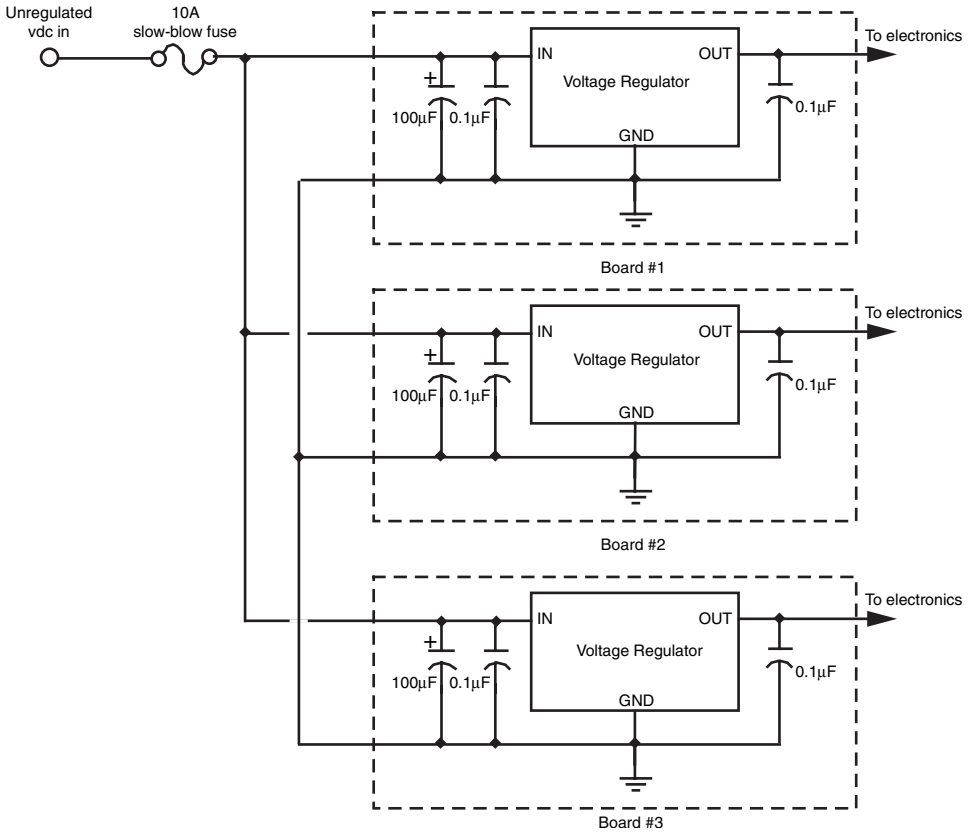 Unregulated
vdc in
10A
slow-blow fuse
To electronics
IN
OUT
Voltage Regulator
+
100μF
0.1μF
0.1μF
GND
Board #1
To electronics
IN
OUT
Voltage Regulator
+
100μF
0.1μF
0.1μF
GND
Board #2
To electronics
IN
OUT
Voltage Regulator
+
100μF
0.1μF
0.1μF
GND
Board #3